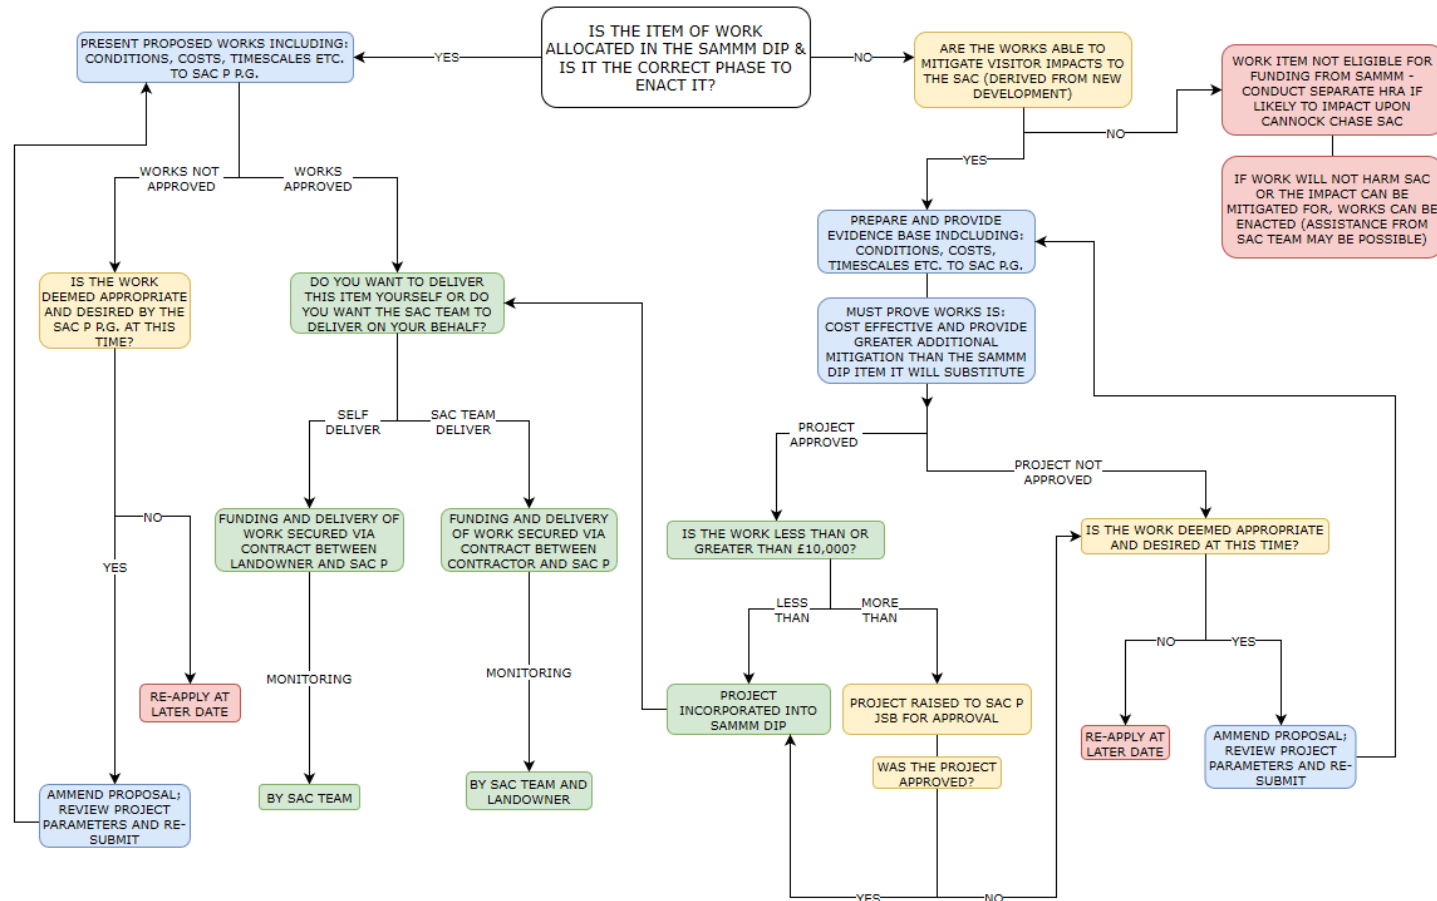 IS THE ITEM OF WORK
ALLOCATED IN THE SAMMM DIP &
IS IT THE CORRECT PHASE TO
ENACT IT?
YES
NO
PRESENT PROPOSED WORKS INCLUDING:
CONDITIONS, COSTS, TIMESCALES ETC.
TO SAC P P.G.
ARE THE WORKS ABLE TO
MITIGATE VISITOR IMPACTS TO
THE SAC (DERIVED FROM NEW
DEVELOPMENT)
WORK ITEM NOT ELIGIBLE FOR
FUNDING FROM SAMMM -
CONDUCT SEPARATE HRA IF
LIKELY TO IMPACT UPON
CANNOCK CHASE SAC
NO
YES
IF WORK WILL NOT HARM SAC
OR THE IMPACT CAN BE
MITIGATED FOR, WORKS CAN BE
ENACTED (ASSISTANCE FROM
SAC TEAM MAY BE POSSIBLE)
WORKS NOT
APPROVED
WORKS
APPROVED
PREPARE AND PROVIDE
EVIDENCE BASE INDCLUDING:
CONDITIONS, COSTS,
TIMESCALES ETC. TO SAC P.G.
IS THE WORK
DEEMED APPROPRIATE
AND DESIRED BY THE
SAC P P.G. AT THIS
TIME?
DO YOU WANT TO DELIVER
THIS ITEM YOURSELF OR DO
YOU WANT THE SAC TEAM TO
DELIVER ON YOUR BEHALF?
MUST PROVE WORKS IS:
COST EFFECTIVE AND PROVIDE
GREATER ADDITIONAL
MITIGATION THAN THE SAMMM
DIP ITEM IT WILL SUBSTITUTE
SELF
DELIVER
SAC TEAM
DELIVER
PROJECT
APPROVED
PROJECT NOT
APPROVED
NO
YES
FUNDING AND DELIVERY OF
WORK SECURED VIA
CONTRACT BETWEEN
LANDOWNER AND SAC P
FUNDING AND DELIVERY
OF WORK SECURED VIA
CONTRACT BETWEEN
CONTRACTOR AND SAC P
IS THE WORK LESS THAN OR
GREATER THAN £10,000?
IS THE WORK DEEMED APPROPRIATE
AND DESIRED AT THIS TIME?
LESS
THAN
MORE
THAN
NO
YES
MONITORING
MONITORING
RE-APPLY AT
LATER DATE
PROJECT
INCORPORATED INTO
SAMMM DIP
PROJECT RAISED TO SAC P
JSB FOR APPROVAL
RE-APPLY AT
LATER DATE
AMMEND PROPOSAL;
REVIEW PROJECT
PARAMETERS AND RE-
SUBMIT
WAS THE PROJECT
APPROVED?
AMMEND PROPOSAL;
REVIEW PROJECT
PARAMETERS AND RE-
SUBMIT
BY SAC TEAM
BY SAC TEAM AND
LANDOWNER
YES
NO